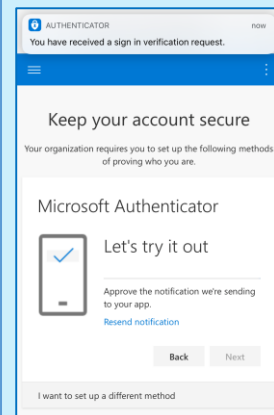 AUTHENTICATOR now
You have received a sign in verification request.
Keep your account secure
Your organization requires you to set up the following methods
of proving who you are.
Microsoft Authenticator
Let's try it out
Approve the notification we're sending
to your app.
Resend notification
Back Next
I want to set up a different method